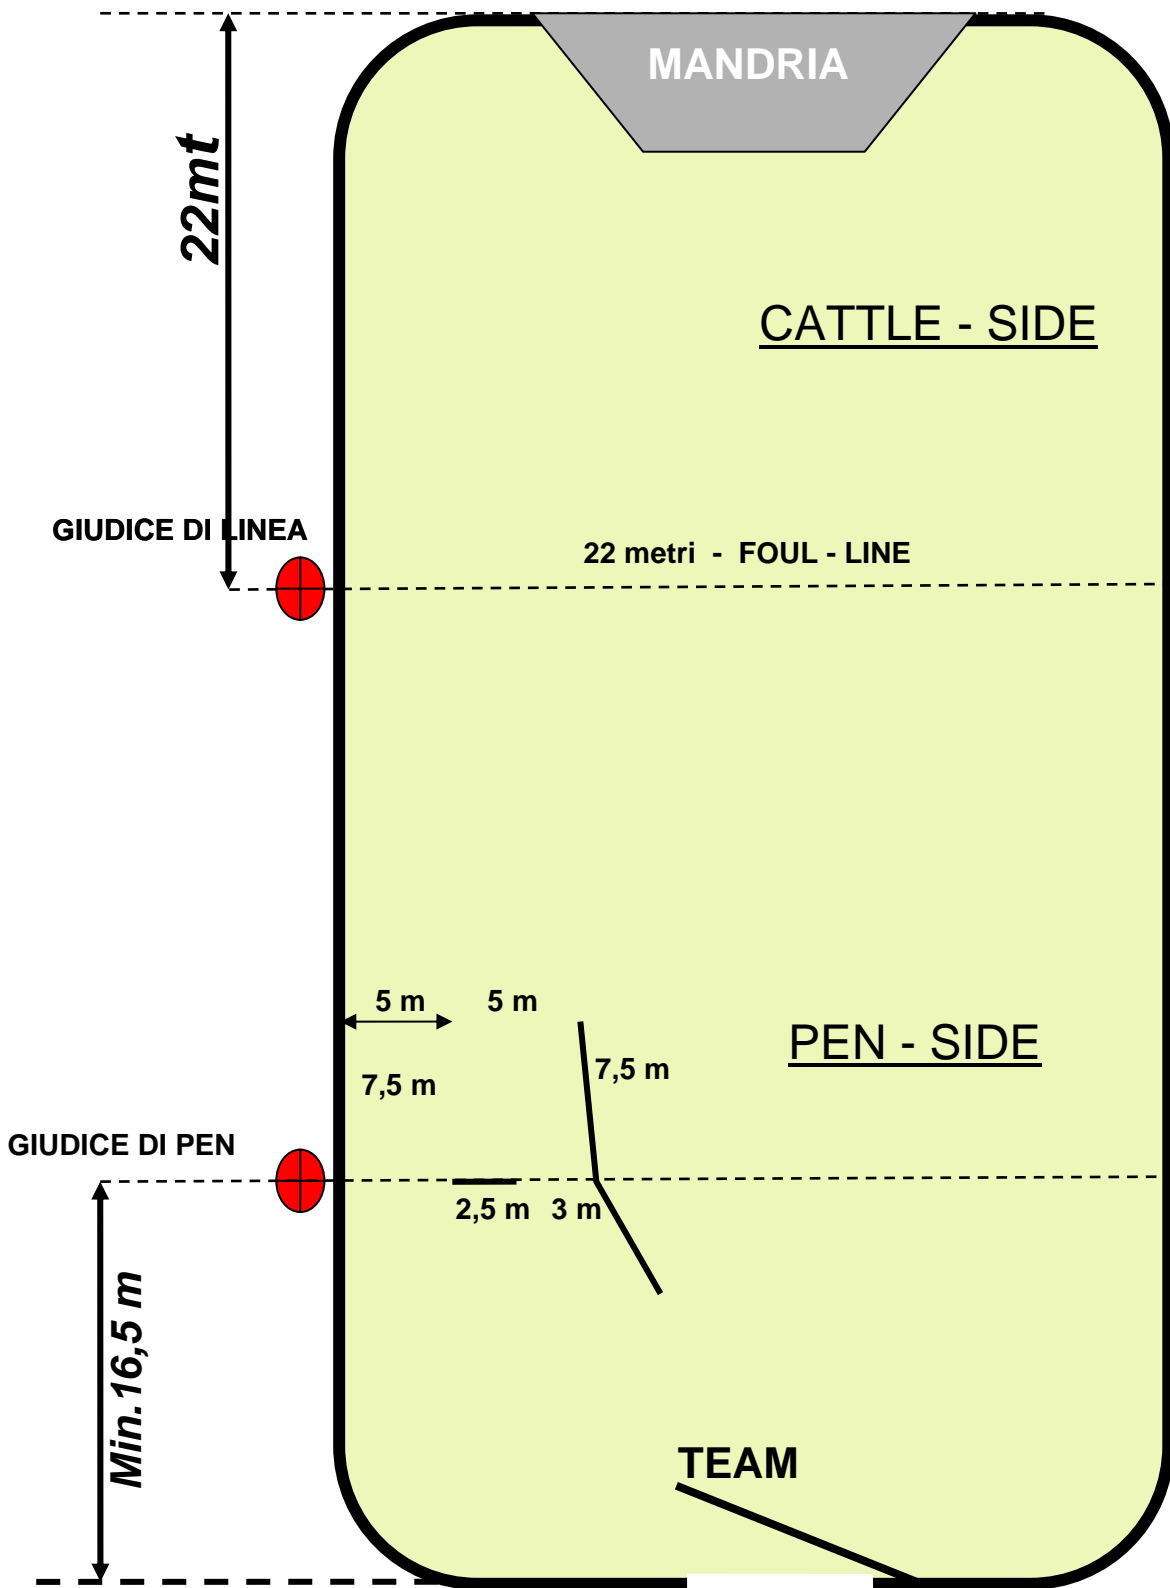 MANDRIA
22mt
CATTLE - SIDE
GIUDICE DI LINEA
22 metri - FOUL - LINE
5 m 5 m
PEN - SIDE
7,5 m
7,5 m
GIUDICE DI PEN
2,5 m 3 m
Min.16,5 m
TEAM